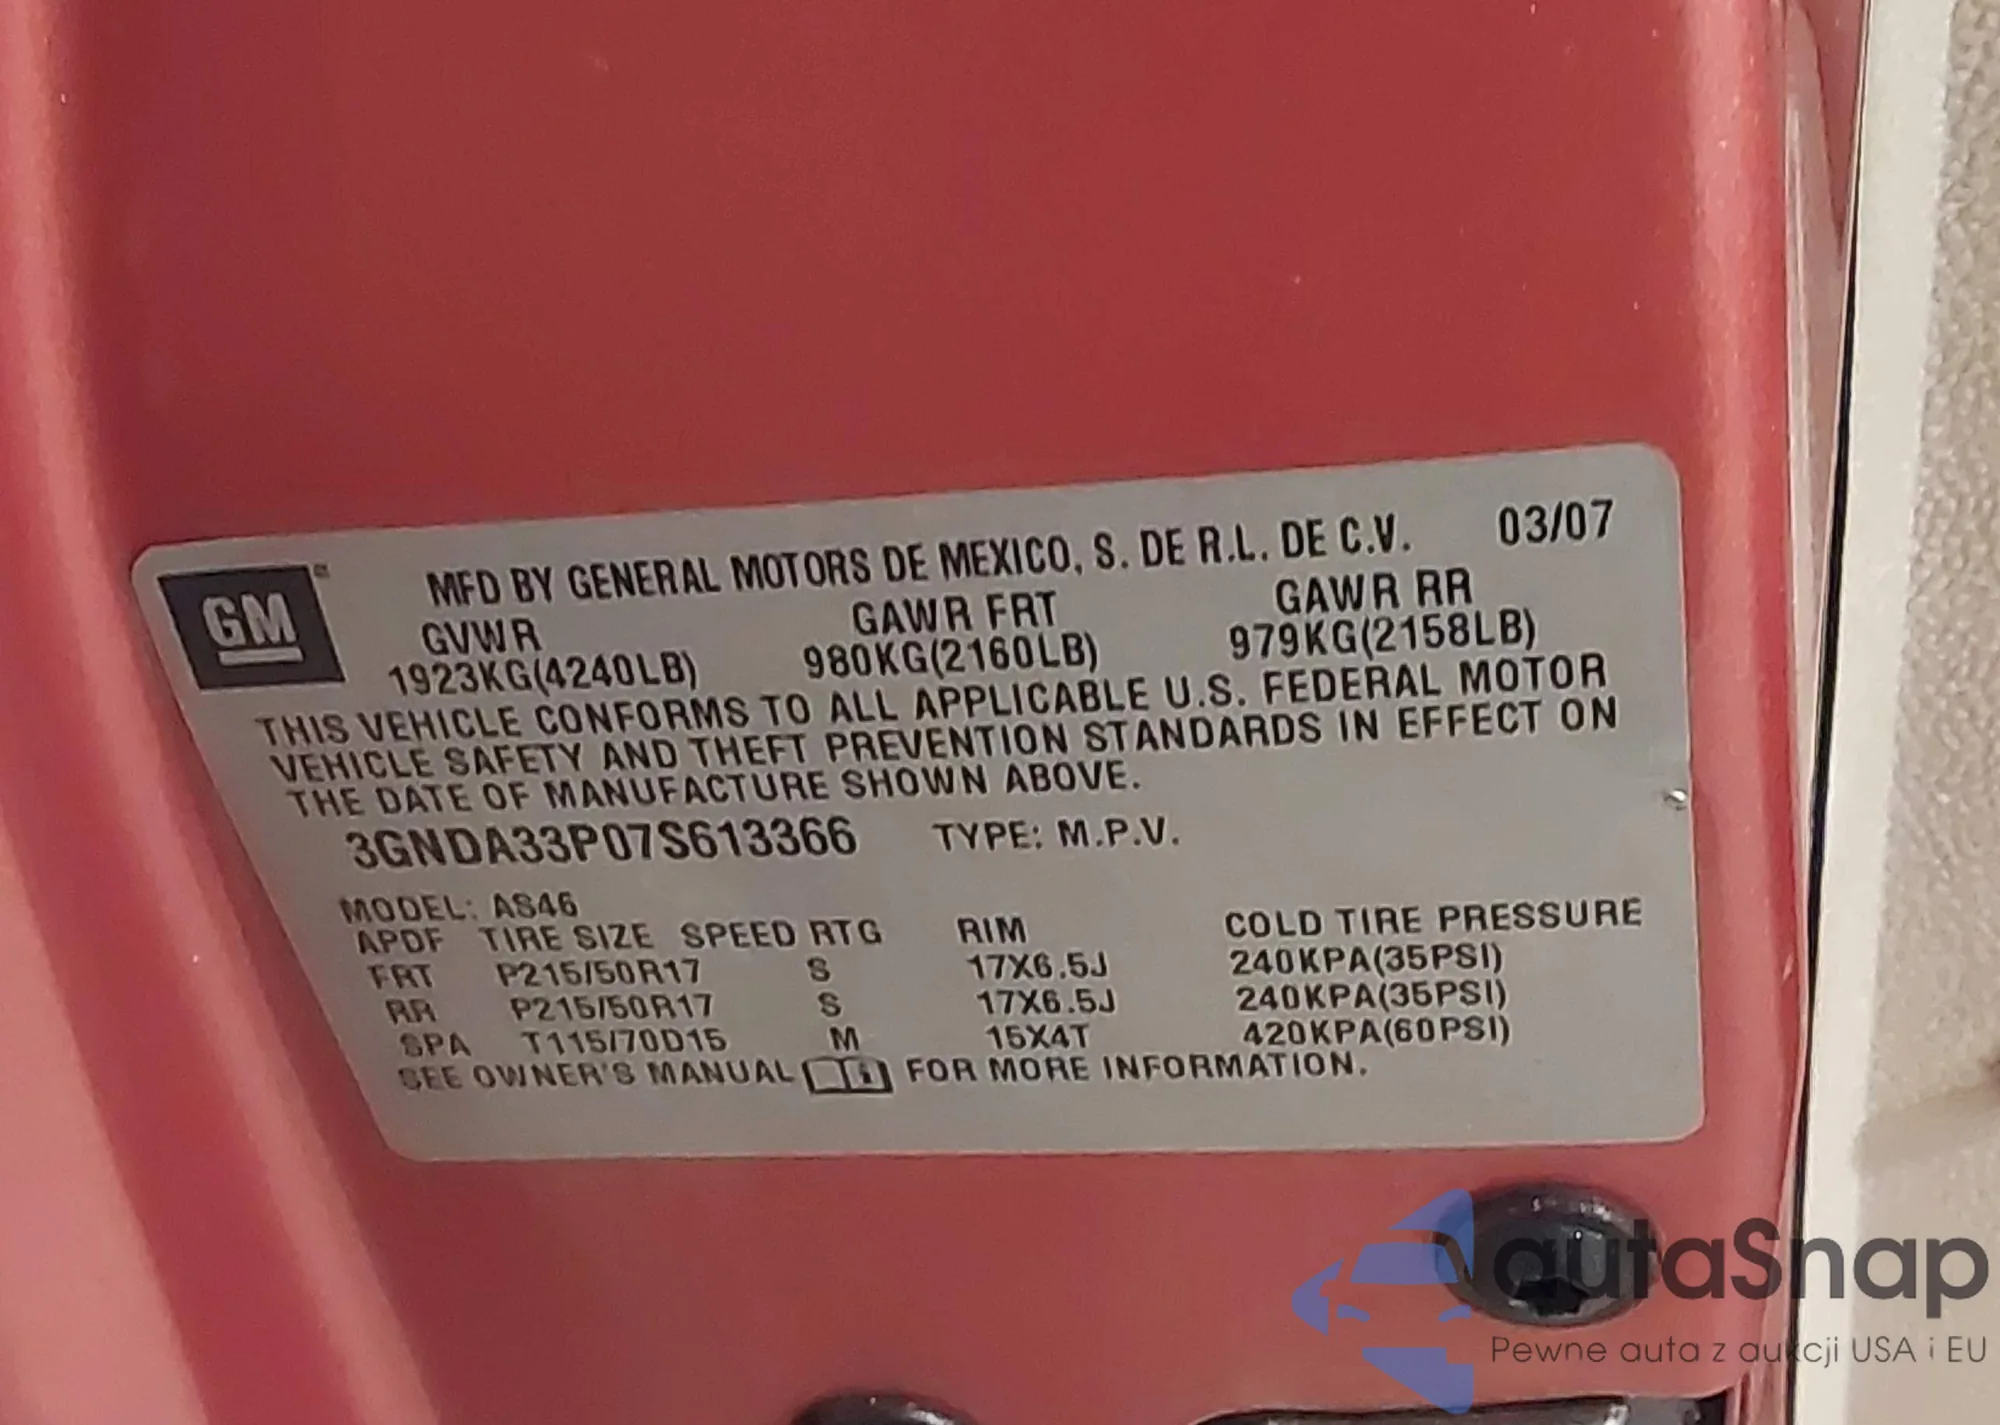 GM
MFD BY GENERAL MOTORS DE MEXICO, S. DE R.L. DE C.V. 03/07
GVWR GAWR FRT GAWR RR
1923KG(4240LB) 980KG(2160LB) 979KG(2158LB)
THIS VEHICLE CONFORMS TO ALL APPLICABLE U.S. FEDERAL MOTOR
VEHICLE SAFETY AND THEFT PREVENTION STANDARDS IN EFFECT ON
THE DATE OF MANUFACTURE SHOWN ABOVE.
3GNDA33P07S613366 TYPE: M.P.V.
MODEL: AS46
APDF TIRE SIZE SPEED RTG RIM COLD TIRE PRESSURE
FRT P215/50R17 S 17X6.5J 240KPA(35PSI)
RR P215/50R17 S 17X6.5J 240KPA(35PSI)
SPA T115/70D15 M 15X4T 420KPA(60PSI)
SEE OWNER'S MANUAL FOR MORE INFORMATION.
autaSnap
Pewne auta z aukcji USA i EU